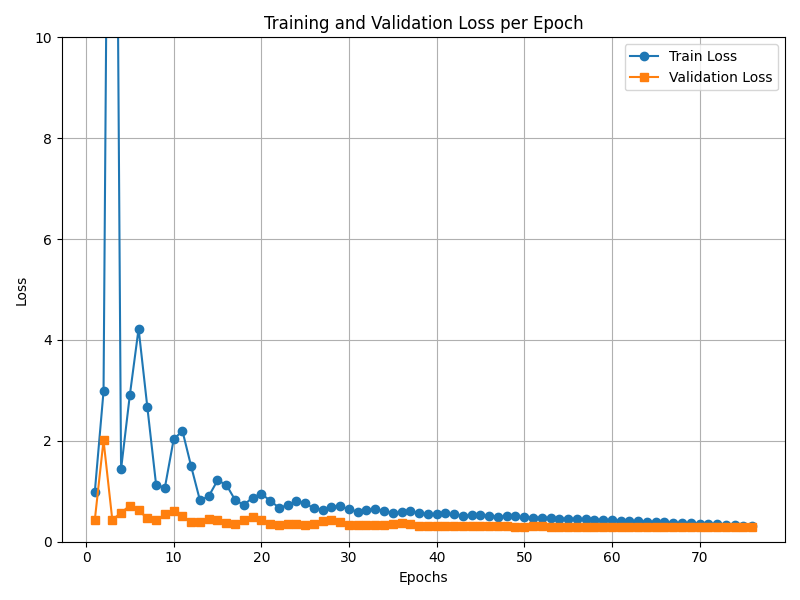 Training and Validation Loss per Epoch
Train Loss
Validation Loss
10
8
6
4
2
0
Loss
0 10 20 30 40 50 60 70
Epochs